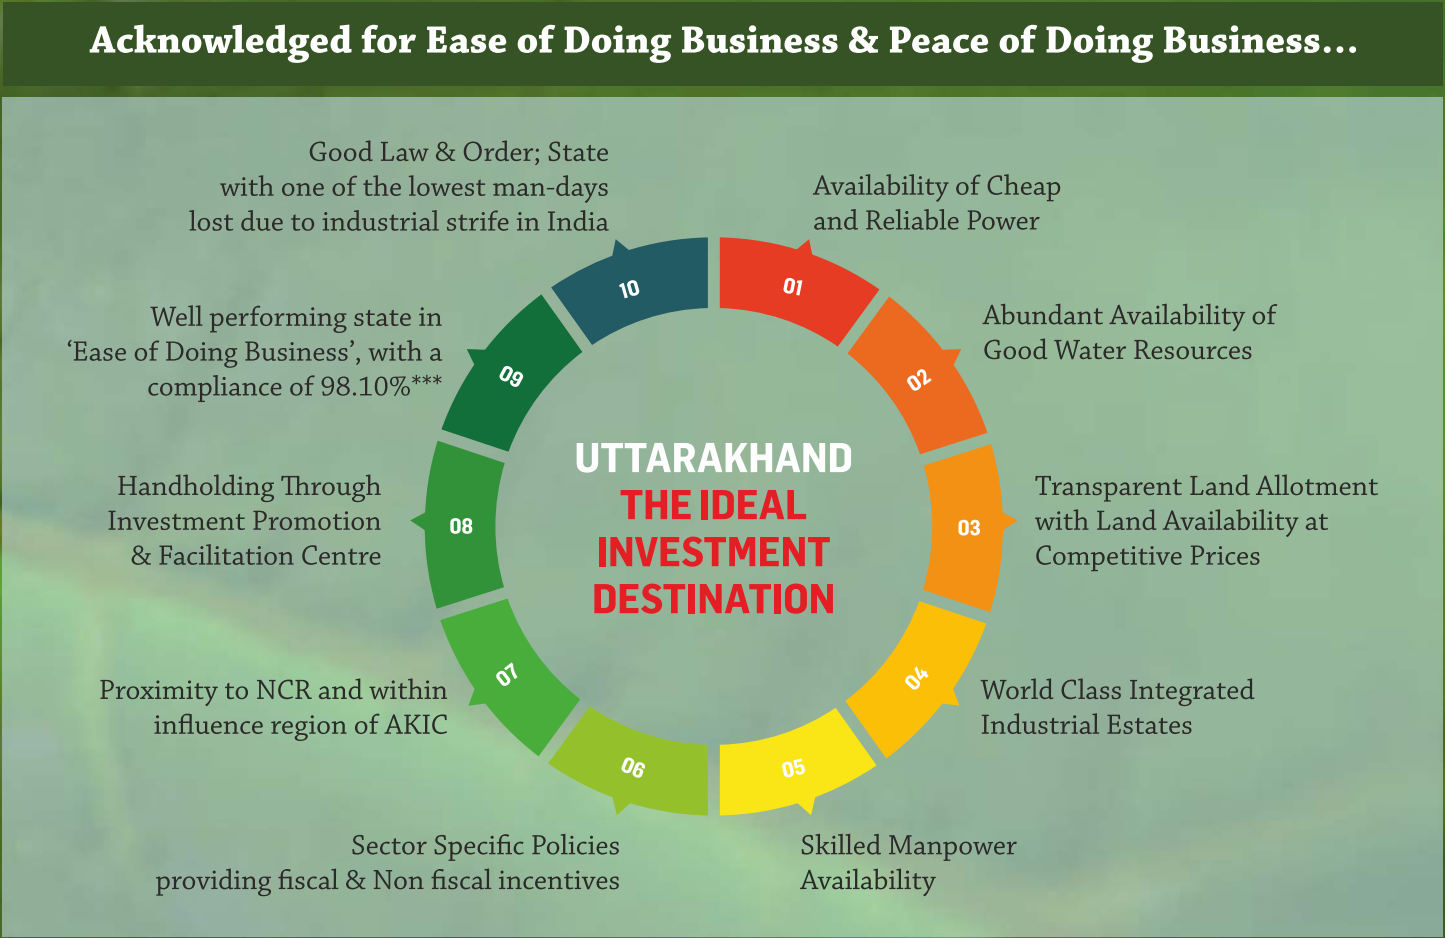 Acknowledged for Ease of Doing Business & Peace of Doing Business...
Good Law & Order; State
with one of the lowest man-days
lost due to industrial strife in India
Availability of Cheap
and Reliable Power
10
01
Well performing state in
‘Ease of Doing Business’, with a
compliance of 98.10%***
Abundant Availability of
Good Water Resources
09
02
UTTARAKHAND
THE IDEAL
INVESTMENT
DESTINATION
Handholding Through
Investment Promotion
& Facilitation Centre
08
03
Transparent Land Allotment
with Land Availability at
Competitive Prices
Proximity to NCR and within
influence region of AKIC
07
04
World Class Integrated
Industrial Estates
06
05
Sector Specific Policies
providing fiscal & Non fiscal incentives
Skilled Manpower
Availability